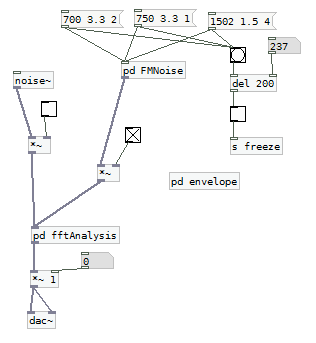 700 3.3 2
750 3.3 1
1502 1.5 4
237
noise~
pd FMNoise
del 200
*~
s freeze
*~
pd envelope
pd fftAnalysis
0
*~ 1
dac~